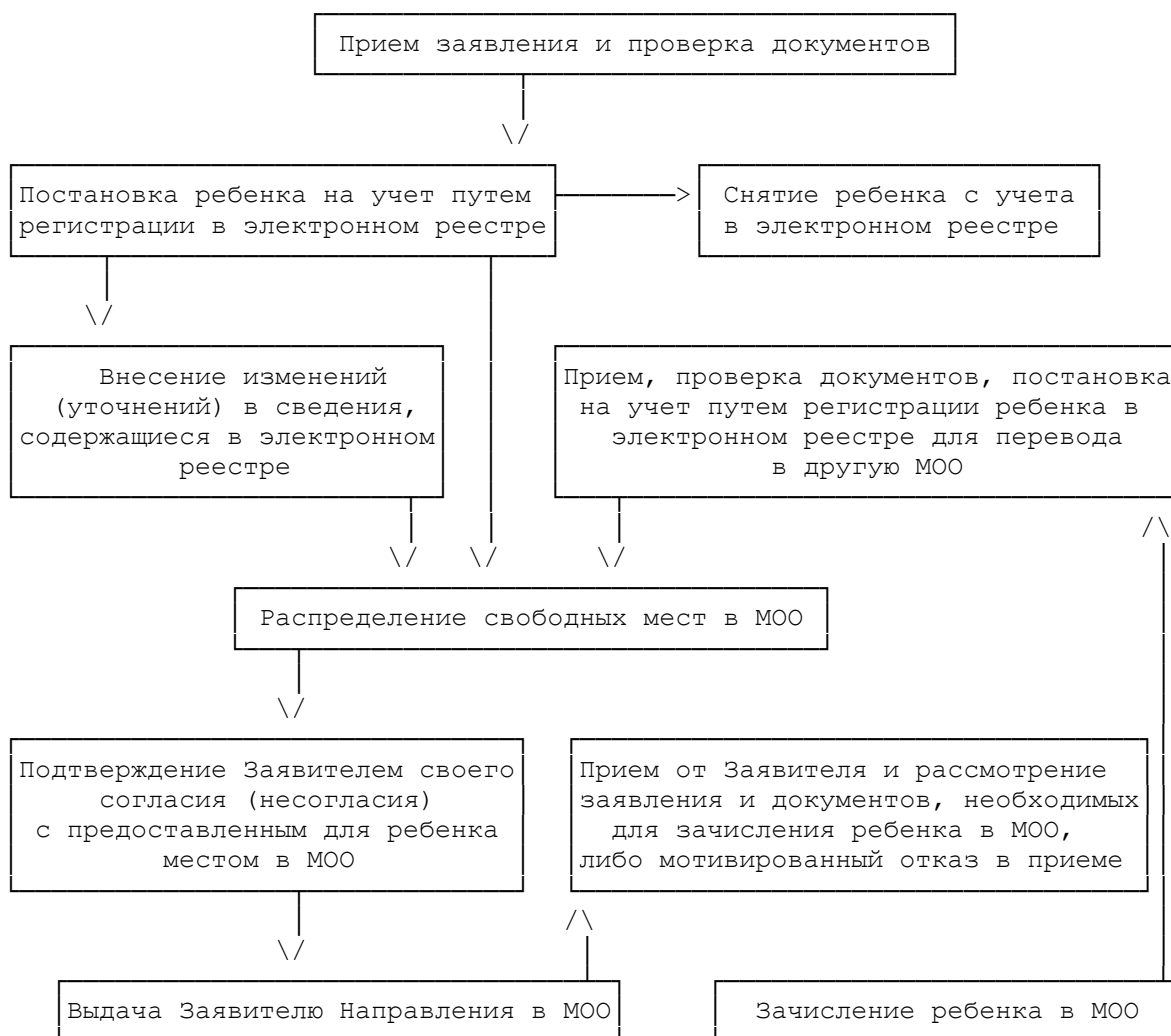 Прием заявления и проверка документов
Постановка ребенка на учет путем
регистрации в электронном реестре
Снятие ребенка с учета
в электронном реестре
Внесение изменений
(уточнений) в сведения,
содержащиеся в электронном
реестре
Прием, проверка документов, постановка
на учет путем регистрации ребенка в
электронном реестре для перевода
в другую МОО
Распределение свободных мест в МОО
Подтверждение Заявителем своего
согласия (несогласия)
с предоставленным для ребенка
местом в МОО
Прием от Заявителя и рассмотрение
заявления и документов, необходимых
для зачисления ребенка в МОО,
либо мотивированный отказ в приеме
Выдача Заявителю Направления в МОО
Зачисление ребенка в МОО